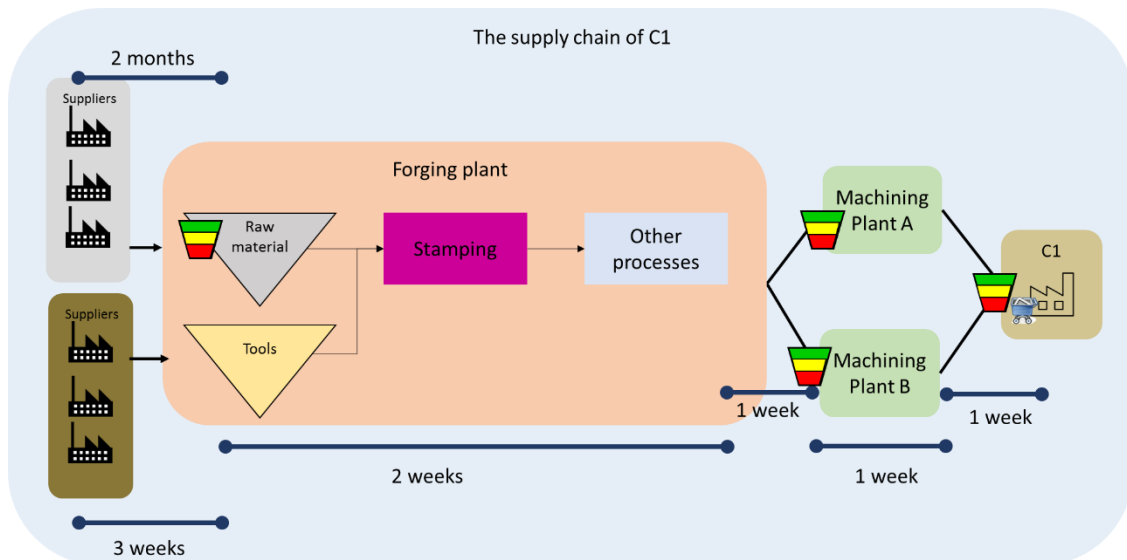 The supply chain of C1
2 months
Suppliers
Forging plant
Raw
material
Stamping
Other
processes
Machining
Plant A
C1
Suppliers
Tools
Machining
Plant B
1 week
1 week
2 weeks
1 week
3 weeks